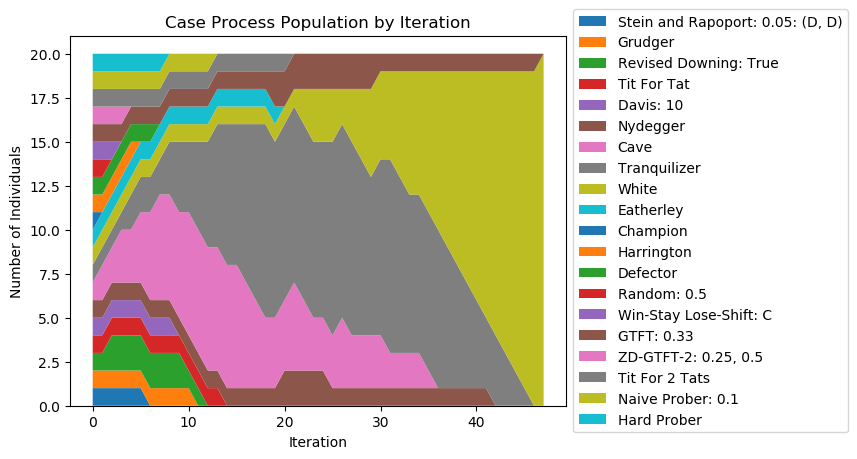 Case Process Population by Iteration
20.0
17.5
15.0
12.5
10.0
7.5
5.0
2.5
0.0
Number of Individuals
0
10
20
30
40
Iteration
Stein and Rapoport: 0.05: (D, D)
Grudger
Revised Downing: True
Tit For Tat
Davis: 10
Nydegger
Cave
Tranquilizer
White
Eatherley
Champion
Harrington
Defector
Random: 0.5
Win-Stay Lose-Shift: C
GTFT: 0.33
ZD-GTFT-2: 0.25, 0.5
Tit For 2 Tats
Naive Prober: 0.1
Hard Prober